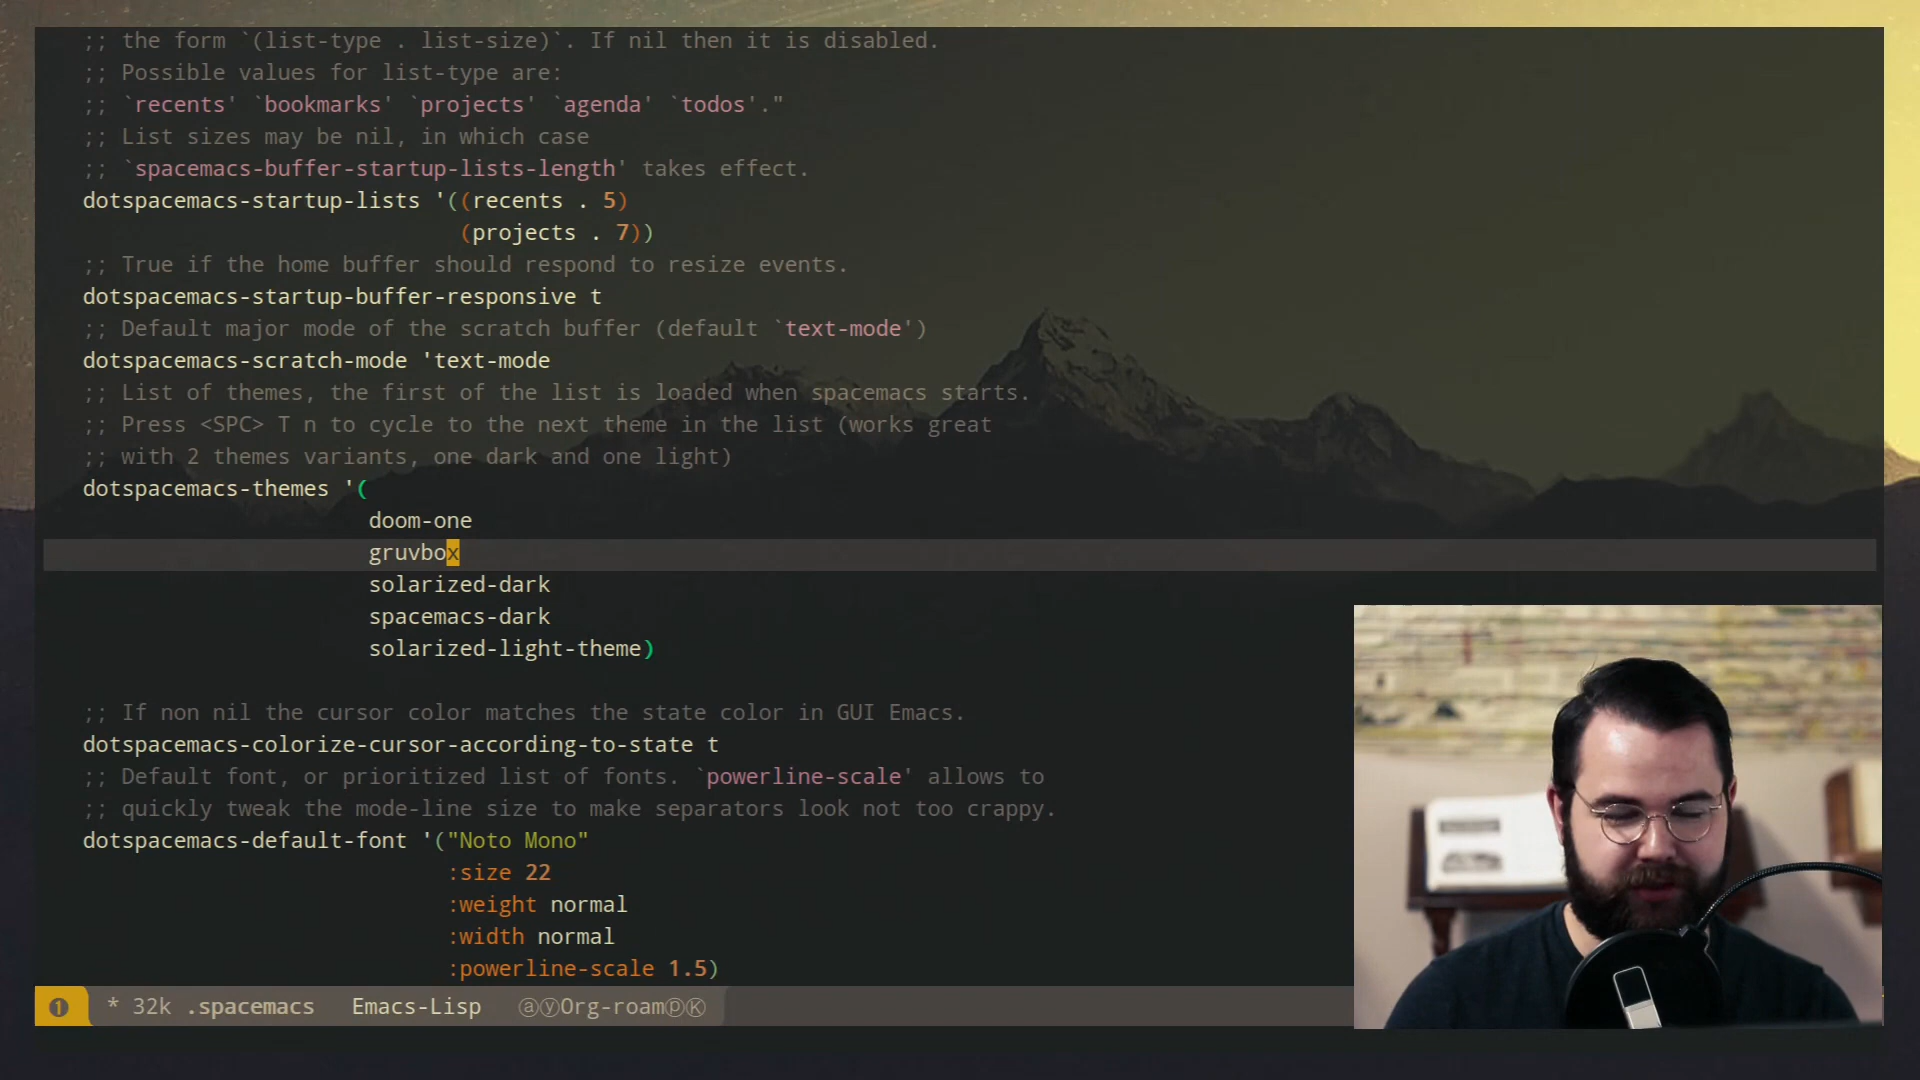 ;; the form `(list-type . list-size)`. If nil then it is disabled.
;; Possible values for list-type are:
;; `recents' `bookmarks' `projects' `agenda' `todos'."
;; List sizes may be nil, in which case
;; `spacemacs-buffer-startup-lists-length' takes effect.
dotspacemacs-startup-lists '((recents . 5)
(projects . 7))
;; True if the home buffer should respond to resize events.
dotspacemacs-startup-buffer-responsive t
;; Default major mode of the scratch buffer (default `text-mode')
dotspacemacs-scratch-mode 'text-mode
;; List of themes, the first of the list is loaded when spacemacs starts.
;; Press <SPC> T n to cycle to the next theme in the list (works great
;; with 2 themes variants, one dark and one light)
dotspacemacs-themes '(
doom-one
gruvbox
solarized-dark
spacemacs-dark
solarized-light-theme)
;; If non nil the cursor color matches the state color in GUI Emacs.
dotspacemacs-colorize-cursor-according-to-state t
;; Default font, or prioritized list of fonts. `powerline-scale' allows to
;; quickly tweak the mode-line size to make separators look not too crappy.
dotspacemacs-default-font '("Noto Mono"
:size 22
:weight normal
:width normal
:powerline-scale 1.5)
❶ * 32k .spacemacs Emacs-Lisp ⓐⓨOrg-roamⓟⓀ